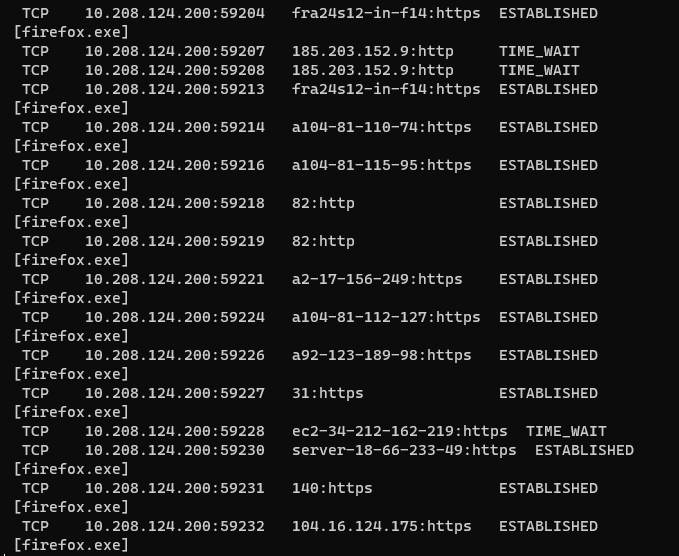 TCP    10.208.124.200:59204   fra24s12-in-f14:https  ESTABLISHED
[firefox.exe]
TCP    10.208.124.200:59207   185.203.152.9:http     TIME_WAIT
TCP    10.208.124.200:59208   185.203.152.9:http     TIME_WAIT
TCP    10.208.124.200:59213   fra24s12-in-f14:https  ESTABLISHED
[firefox.exe]
TCP    10.208.124.200:59214   a104-81-110-74:https   ESTABLISHED
[firefox.exe]
TCP    10.208.124.200:59216   a104-81-115-95:https   ESTABLISHED
[firefox.exe]
TCP    10.208.124.200:59218   82:http                ESTABLISHED
[firefox.exe]
TCP    10.208.124.200:59219   82:http                ESTABLISHED
[firefox.exe]
TCP    10.208.124.200:59221   a2-17-156-249:https    ESTABLISHED
[firefox.exe]
TCP    10.208.124.200:59224   a104-81-112-127:https  ESTABLISHED
[firefox.exe]
TCP    10.208.124.200:59226   a92-123-189-98:https   ESTABLISHED
[firefox.exe]
TCP    10.208.124.200:59227   31:https               ESTABLISHED
[firefox.exe]
TCP    10.208.124.200:59228   ec2-34-212-162-219:https  TIME_WAIT
TCP    10.208.124.200:59230   server-18-66-233-49:https  ESTABLISHED
[firefox.exe]
TCP    10.208.124.200:59231   140:https              ESTABLISHED
[firefox.exe]
TCP    10.208.124.200:59232   104.16.124.175:https   ESTABLISHED
[firefox.exe]